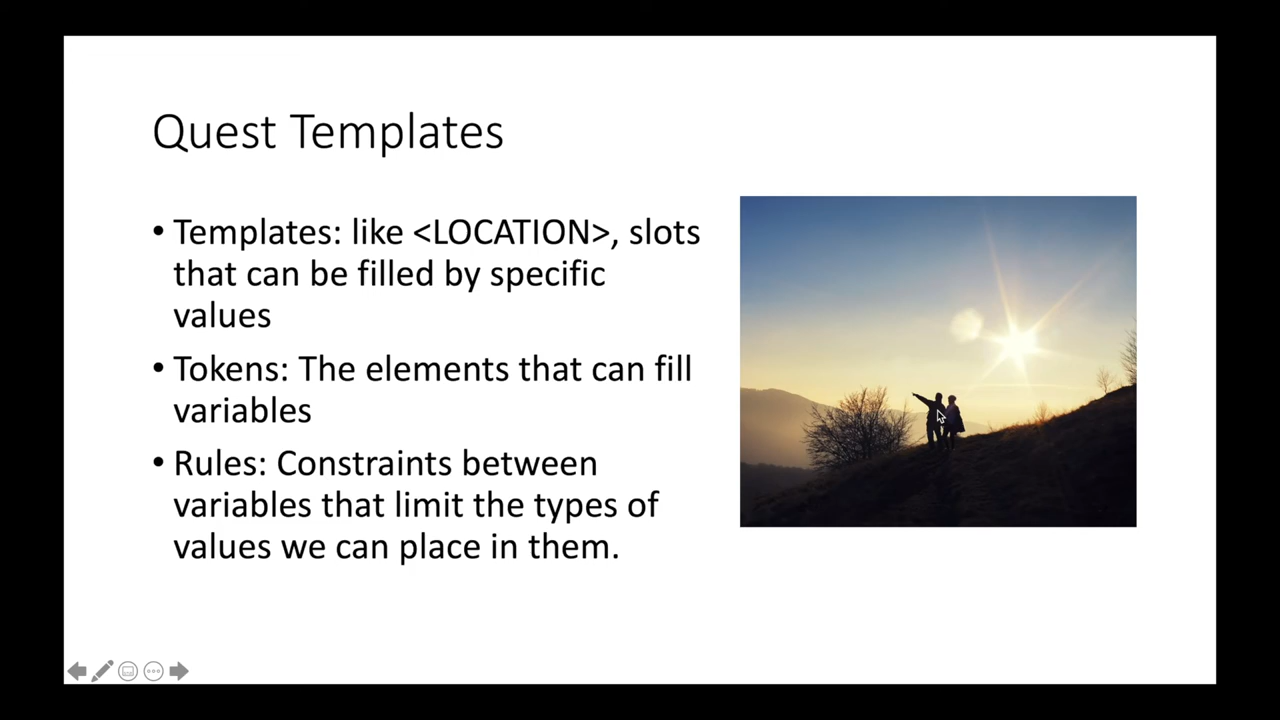 Quest Templates
• Templates: like <LOCATION>, slots
that can be filled by specific
values
• Tokens: The elements that can fill
variables
• Rules: Constraints between
variables that limit the types of
values we can place in them.